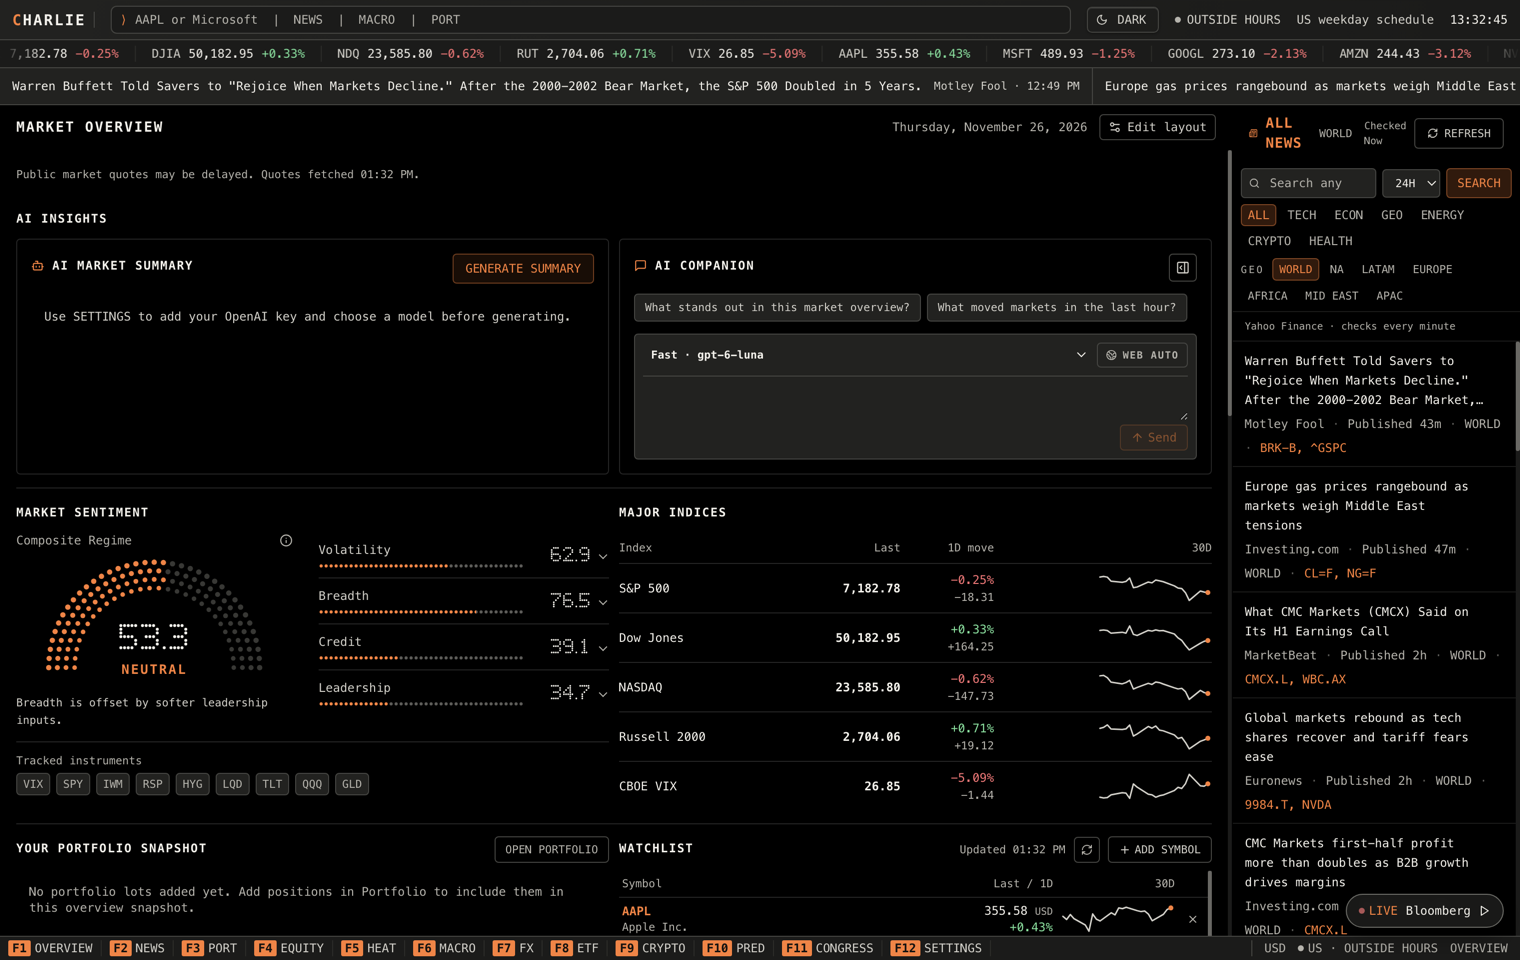 CHARLIE
⟩ AAPL or Microsoft | NEWS | MACRO | PORT
DARK
OUTSIDE HOURS US weekday schedule 13:32:45
7,182.78 −0.25% DJIA 50,182.95 +0.33% NDQ 23,585.80 −0.62% RUT 2,704.06 +0.71% VIX 26.85 −5.09% AAPL 355.58 +0.43% MSFT 489.93 −1.25% GOOGL 273.10 −2.13% AMZN 244.43 −3.12%
Warren Buffett Told Savers to "Rejoice When Markets Decline." After the 2000–2002 Bear Market, the S&P 500 Doubled in 5 Years. Motley Fool · 12:49 PM
Europe gas prices rangebound as markets weigh Middle East
MARKET OVERVIEW
Thursday, November 26, 2026
Edit layout
Public market quotes may be delayed. Quotes fetched 01:32 PM.
AI INSIGHTS
AI MARKET SUMMARY
GENERATE SUMMARY
Use SETTINGS to add your OpenAI key and choose a model before generating.
AI COMPANION
What stands out in this market overview?
What moved markets in the last hour?
Fast · gpt-6-luna
WEB AUTO
Send
MARKET SENTIMENT
Composite Regime
53.3
NEUTRAL
Breadth is offset by softer leadership
inputs.
Volatility 62.9
Breadth 76.5
Credit 39.1
Leadership 34.7
Tracked instruments
VIX SPY IWM RSP HYG LQD TLT QQQ GLD
MAJOR INDICES
Index Last 1D move 30D
S&P 500 7,182.78 −0.25%
−18.31
Dow Jones 50,182.95 +0.33%
+164.25
NASDAQ 23,585.80 −0.62%
−147.73
Russell 2000 2,704.06 +0.71%
+19.12
CBOE VIX 26.85 −5.09%
−1.44
YOUR PORTFOLIO SNAPSHOT
OPEN PORTFOLIO
No portfolio lots added yet. Add positions in Portfolio to include them in
this overview snapshot.
WATCHLIST
Updated 01:32 PM
+ ADD SYMBOL
Symbol Last / 1D 30D
AAPL 355.58 USD
Apple Inc. +0.43%
ALL
NEWS
WORLD
Checked
Now
REFRESH
Search any
24H
SEARCH
ALL TECH ECON GEO ENERGY
CRYPTO HEALTH
GEO WORLD NA LATAM EUROPE
AFRICA MID EAST APAC
Yahoo Finance · checks every minute
Warren Buffett Told Savers to
"Rejoice When Markets Decline."
After the 2000–2002 Bear Market,…
Motley Fool · Published 43m · WORLD
· BRK-B, ^GSPC
Europe gas prices rangebound as
markets weigh Middle East
tensions
Investing.com · Published 47m ·
WORLD · CL=F, NG=F
What CMC Markets (CMCX) Said on
Its H1 Earnings Call
MarketBeat · Published 2h · WORLD ·
CMCX.L, WBC.AX
Global markets rebound as tech
shares recover and tariff fears
ease
Euronews · Published 2h · WORLD ·
9984.T, NVDA
CMC Markets first-half profit
more than doubles as B2B growth
drives margins
Investing.com
WORLD · CMCX.L
LIVE Bloomberg
F1 OVERVIEW F2 NEWS F3 PORT F4 EQUITY F5 HEAT F6 MACRO F7 FX F8 ETF F9 CRYPTO F10 PRED F11 CONGRESS F12 SETTINGS
USD US · OUTSIDE HOURS OVERVIEW